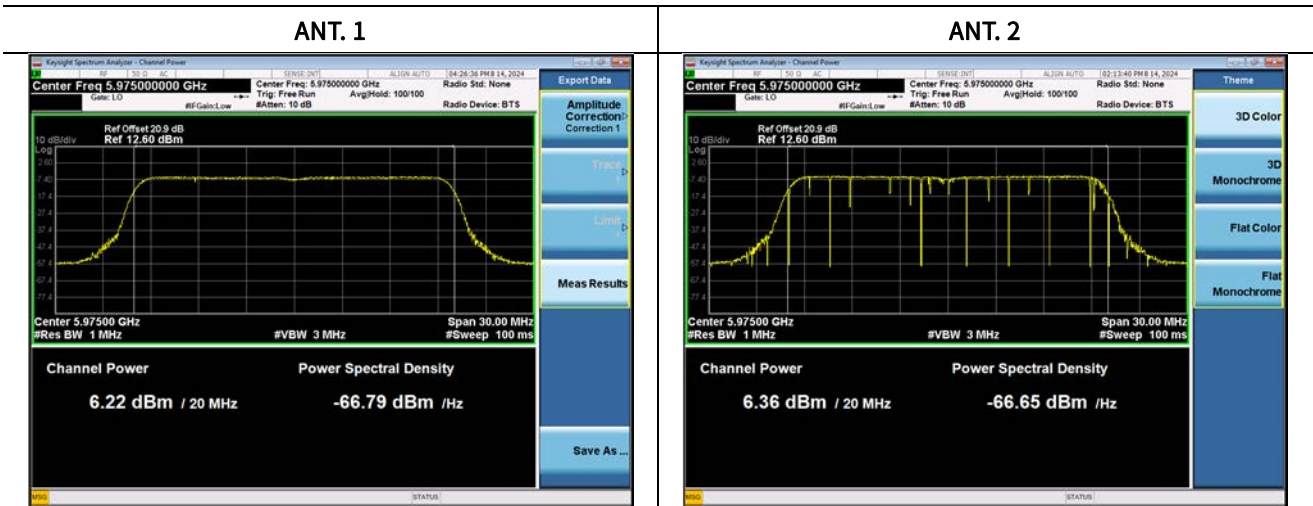 ANT. 1
Keysight Spectrum Analyzer - Channel Power
RF 50 Ω AC SENSE:INT ALIGN AUTO 04:26:36 PM 8 14, 2024
Center Freq 5.975000000 GHz
Center Freq: 5.975000000 GHz
Radio Std: None
Gate: LO
Trig: Free Run Avg|Hold: 100/100
#IFGain:Low
#Atten: 10 dB
Radio Device: BTS
Ref Offset 20.9 dB
10 dB/div Ref 12.60 dBm
Log
2.60
-7.40
-17.4
-27.4
-37.4
-47.4
-57.4
-67.4
-77.4
Center 5.97500 GHz
Span 30.00 MHz
#Res BW 1 MHz
#VBW 3 MHz
#Sweep 100 ms
Channel Power
Power Spectral Density
6.22 dBm / 20 MHz
-66.79 dBm /Hz
MSG
STATUS
Export Data
Amplitude
Correction
Correction 1
Trace
Limit
Meas Results
Save As ...
ANT. 2
Keysight Spectrum Analyzer - Channel Power
RF 50 Ω AC SENSE:INT ALIGN AUTO 02:13:40 PM 8 14, 2024
Center Freq 5.975000000 GHz
Center Freq: 5.975000000 GHz
Radio Std: None
Gate: LO
Trig: Free Run Avg|Hold: 100/100
#IFGain:Low
#Atten: 10 dB
Radio Device: BTS
Ref Offset 20.9 dB
10 dB/div Ref 12.60 dBm
Log
2.60
-7.40
-17.4
-27.4
-37.4
-47.4
-57.4
-67.4
-77.4
Center 5.97500 GHz
Span 30.00 MHz
#Res BW 1 MHz
#VBW 3 MHz
#Sweep 100 ms
Channel Power
Power Spectral Density
6.36 dBm / 20 MHz
-66.65 dBm /Hz
MSG
STATUS
Theme
3D Color
3D
Monochrome
Flat Color
Flat
Monochrome